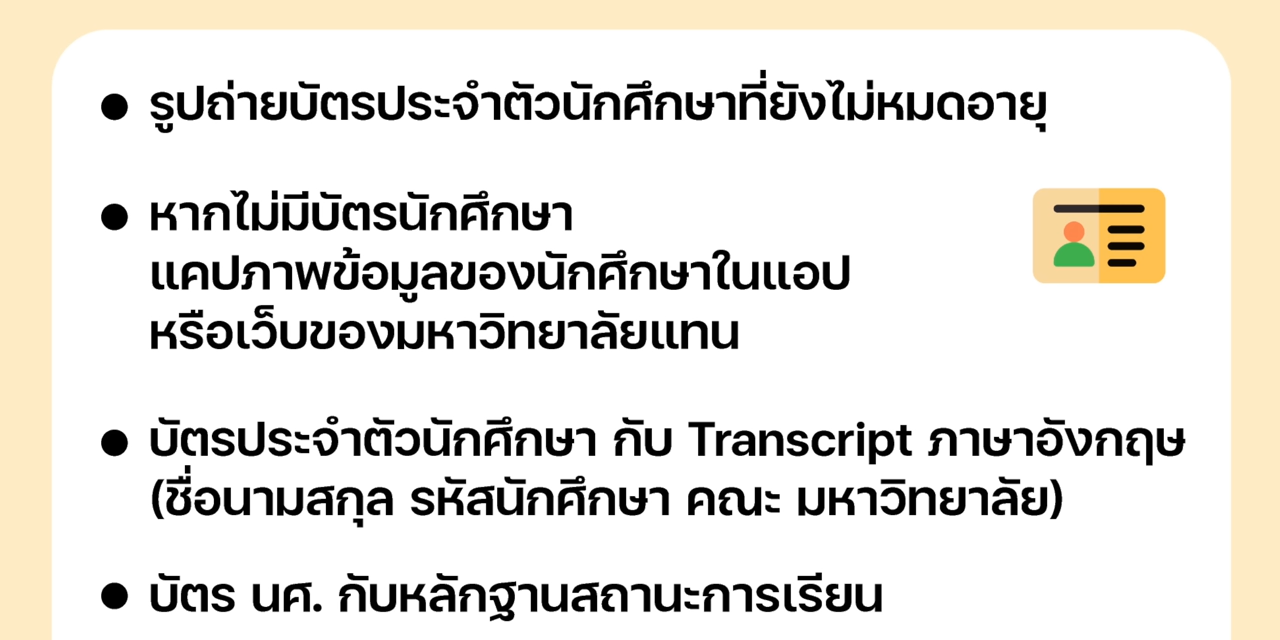 ● รูปถ่ายบัตรประจำตัวนักศึกษาที่ยังไม่หมดอายุ
● หากไม่มีบัตรนักศึกษา
แคปภาพข้อมูลของนักศึกษาในแอป
หรือเว็บของมหาวิทยาลัยแทน
● บัตรประจำตัวนักศึกษา กับ Transcript ภาษาอังกฤษ
(ชื่อนามสกุล รหัสนักศึกษา คณะ มหาวิทยาลัย)
● บัตร นศ. กับหลักฐานสถานะการเรียน